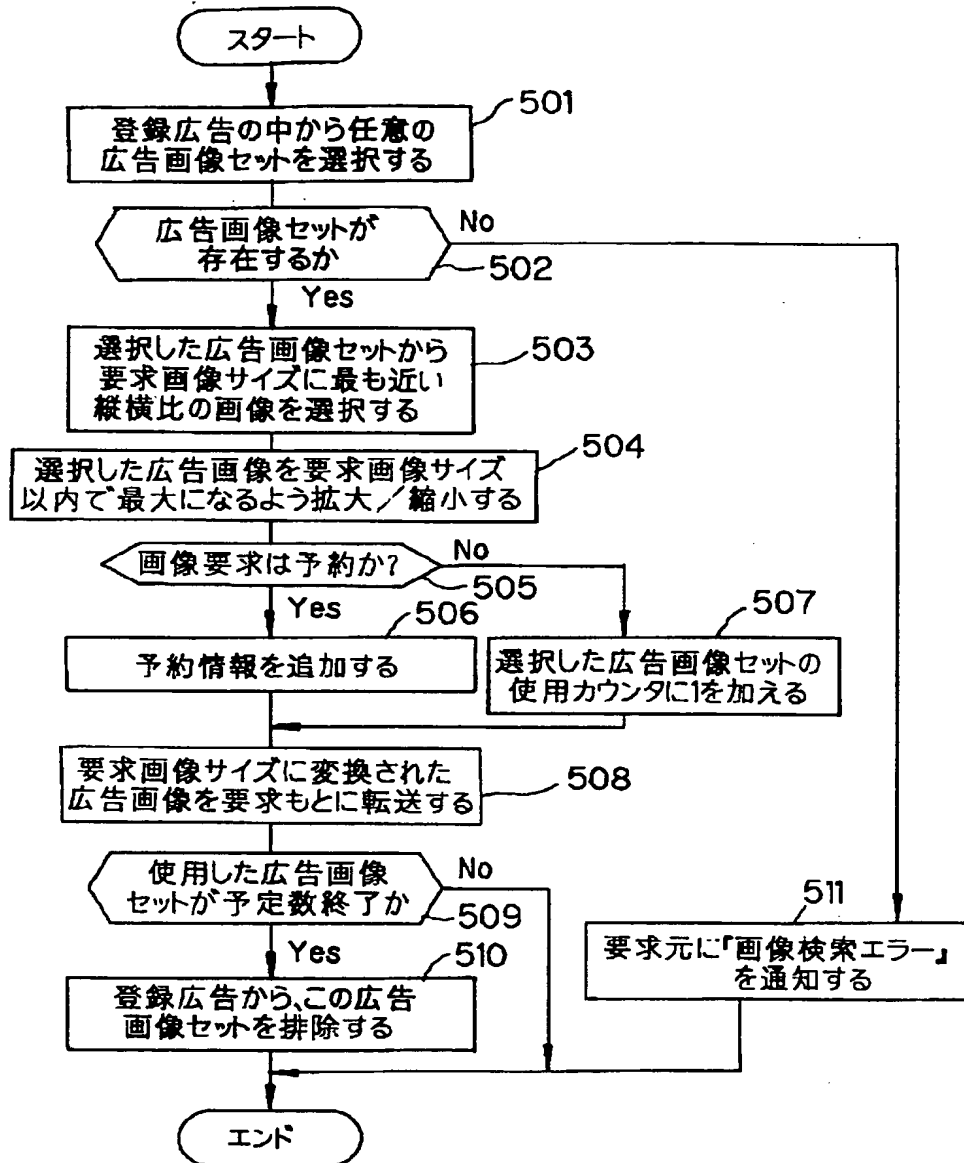 スタート
501
登録広告の中から任意の
広告画像セットを選択する
広告画像セットが
存在するか
No
502
Yes
選択した広告画像セットから
要求画像サイズに最も近い
縦横比の画像を選択する
503
選択した広告画像を要求画像サイズ
以内で最大になるよう拡大/縮小する
504
画像要求は予約か?
No
505
Yes
506
予約情報を追加する
507
選択した広告画像セットの
使用カウンタに1を加える
要求画像サイズに変換された
広告画像を要求もとに転送する
508
使用した広告画像
セットが予定数終了か
No
509
Yes
510
登録広告から、この広告
画像セットを排除する
511
要求元に『画像検索エラー』
を通知する
エンド